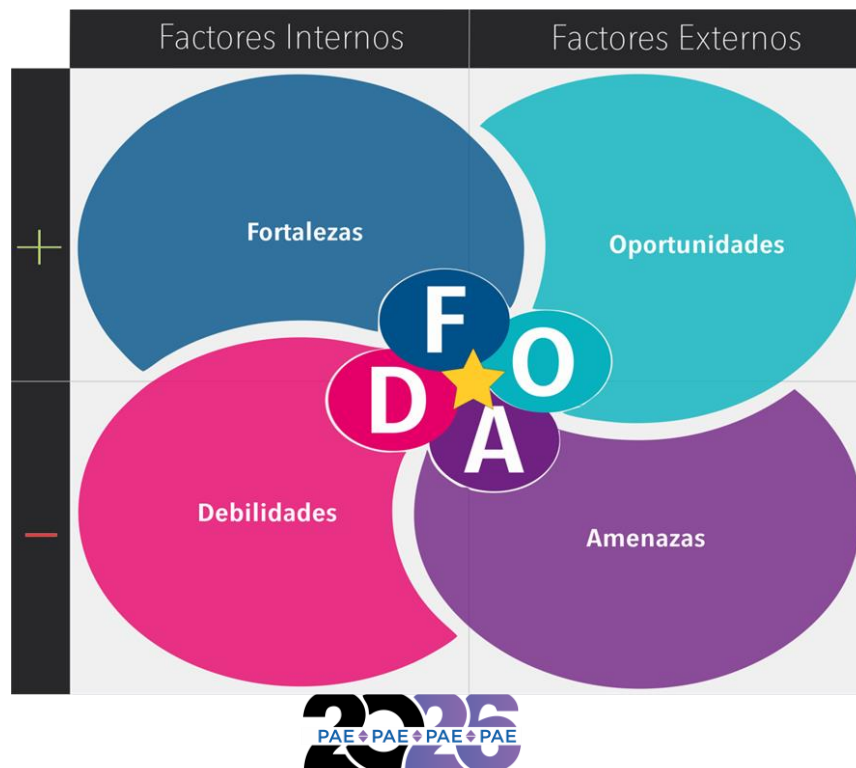 Factores Internos
Factores Externos
+
Fortalezas
Oportunidades
F
O
D
A
−
Debilidades
Amenazas
2026
PAE PAE PAE PAE